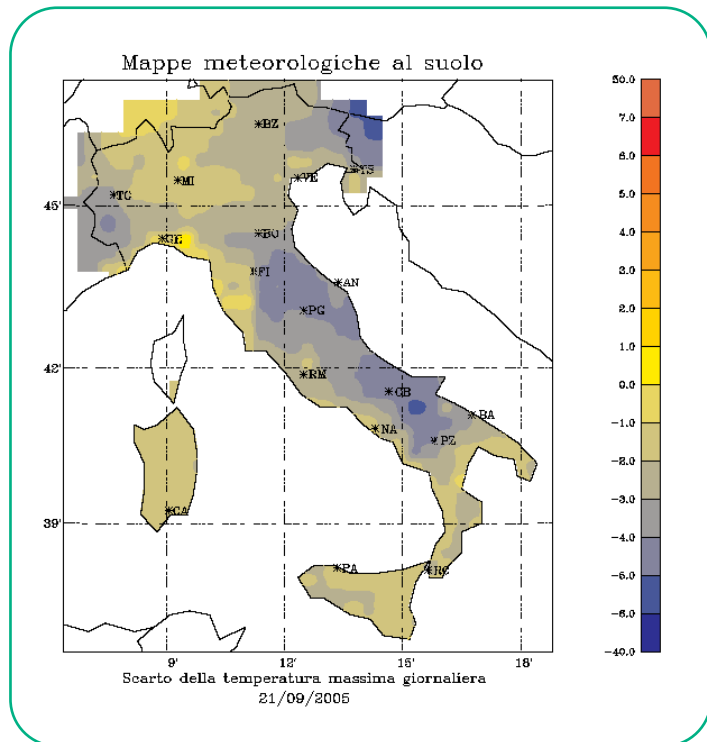 Mappe meteorologiche al suolo
50.0
7.0
6.0
5.0
4.0
3.0
2.0
1.0
0.0
-1.0
-2.0
-3.0
-4.0
-5.0
-6.0
-40.0
45'
42'
39'
9'
12'
15'
18'
*BZ
*TS
*VE
*MI
*TO
*BO
*GE
*FI
*AN
*PG
*RM
*CB
*BA
*NA
*PZ
*CA
*PA
*RC
Scarto della temperatura massima giornaliera
21/09/2005